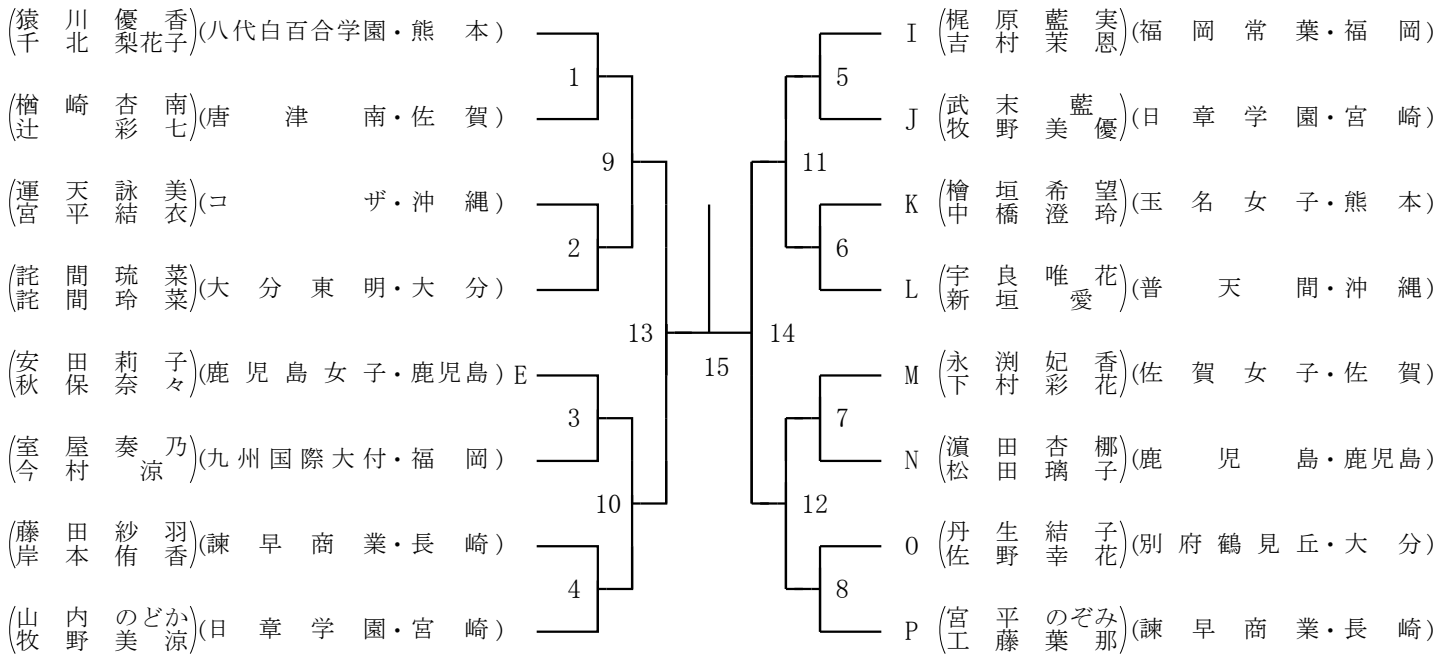 猿川優香 千北梨花子 (八代白百合学園・熊本)
1
楢崎杏南 辻彩七 (唐津南・佐賀)
9
運天詠美 宮平結衣 (コザ・沖縄)
2
詫間琉菜 詫間玲菜 (大分東明・大分)
13
安田莉子 秋保奈々 (鹿児島女子・鹿児島) E
3
室屋奏乃 今村涼 (九州国際大付・福岡)
10
藤田紗羽 岸本侑香 (諫早商業・長崎)
4
山内のどか 牧野美涼 (日章学園・宮崎)
15
I 梶原藍実 吉村茉恩 (福岡常葉・福岡)
5
J 武末藍 牧野美優 (日章学園・宮崎)
11
K 檜垣希望 中橋澄玲 (玉名女子・熊本)
6
L 宇良唯花 新垣愛 (普天間・沖縄)
14
M 永渕妃香 下村彩花 (佐賀女子・佐賀)
7
N 濵田杏梛 松田璃子 (鹿児島・鹿児島)
12
O 丹生結子 佐野幸花 (別府鶴見丘・大分)
8
P 宮平のぞみ 工藤葉那 (諫早商業・長崎)